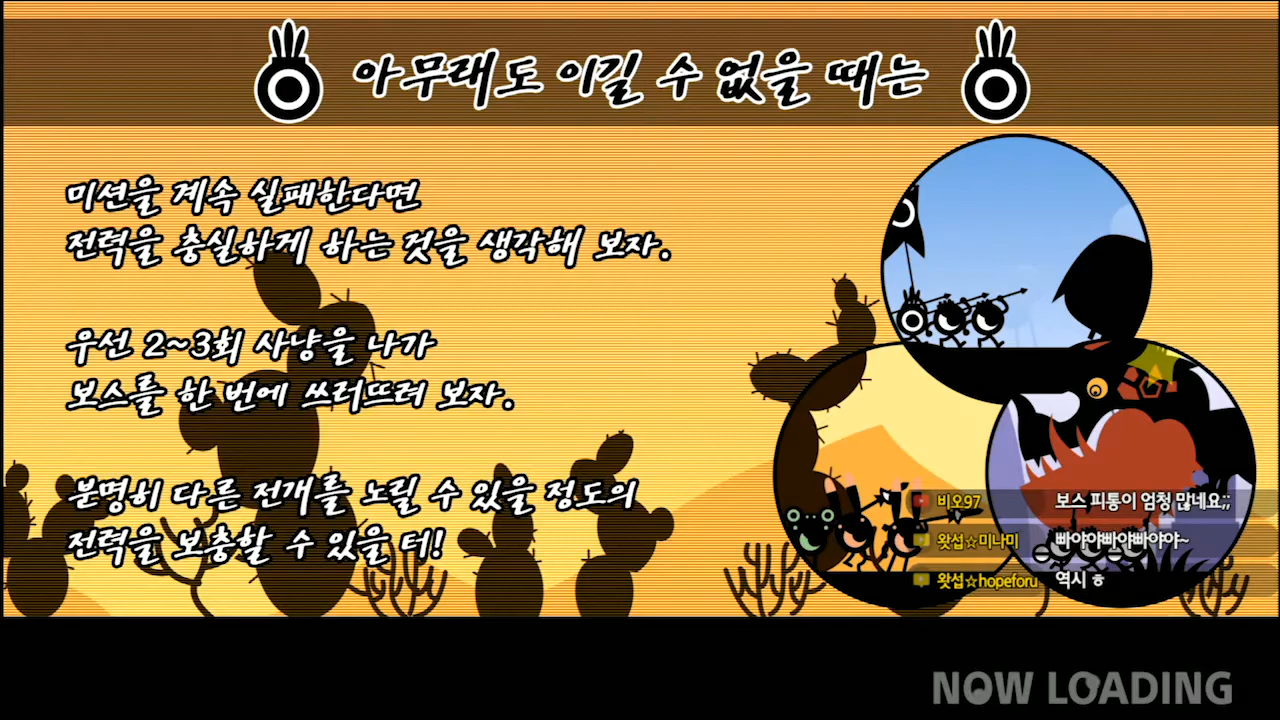 아무래도 이길 수 없을 때는
미션을 계속 실패한다면
전력을 충실하게 하는 것을 생각해 보자.
우선 2~3회 사냥을 나가
보스를 한 번에 쓰러뜨려 보자.
분명히 다른 전개를 노릴 수 있을 정도의
전력을 보충할 수 있을 터!
비오97 보스 피통이 엄청 많네요;;
왓섭☆미나미 빠야야빠야빠야야~
왓섭☆hopeforu 역시 ㅎ
NOW LOADING